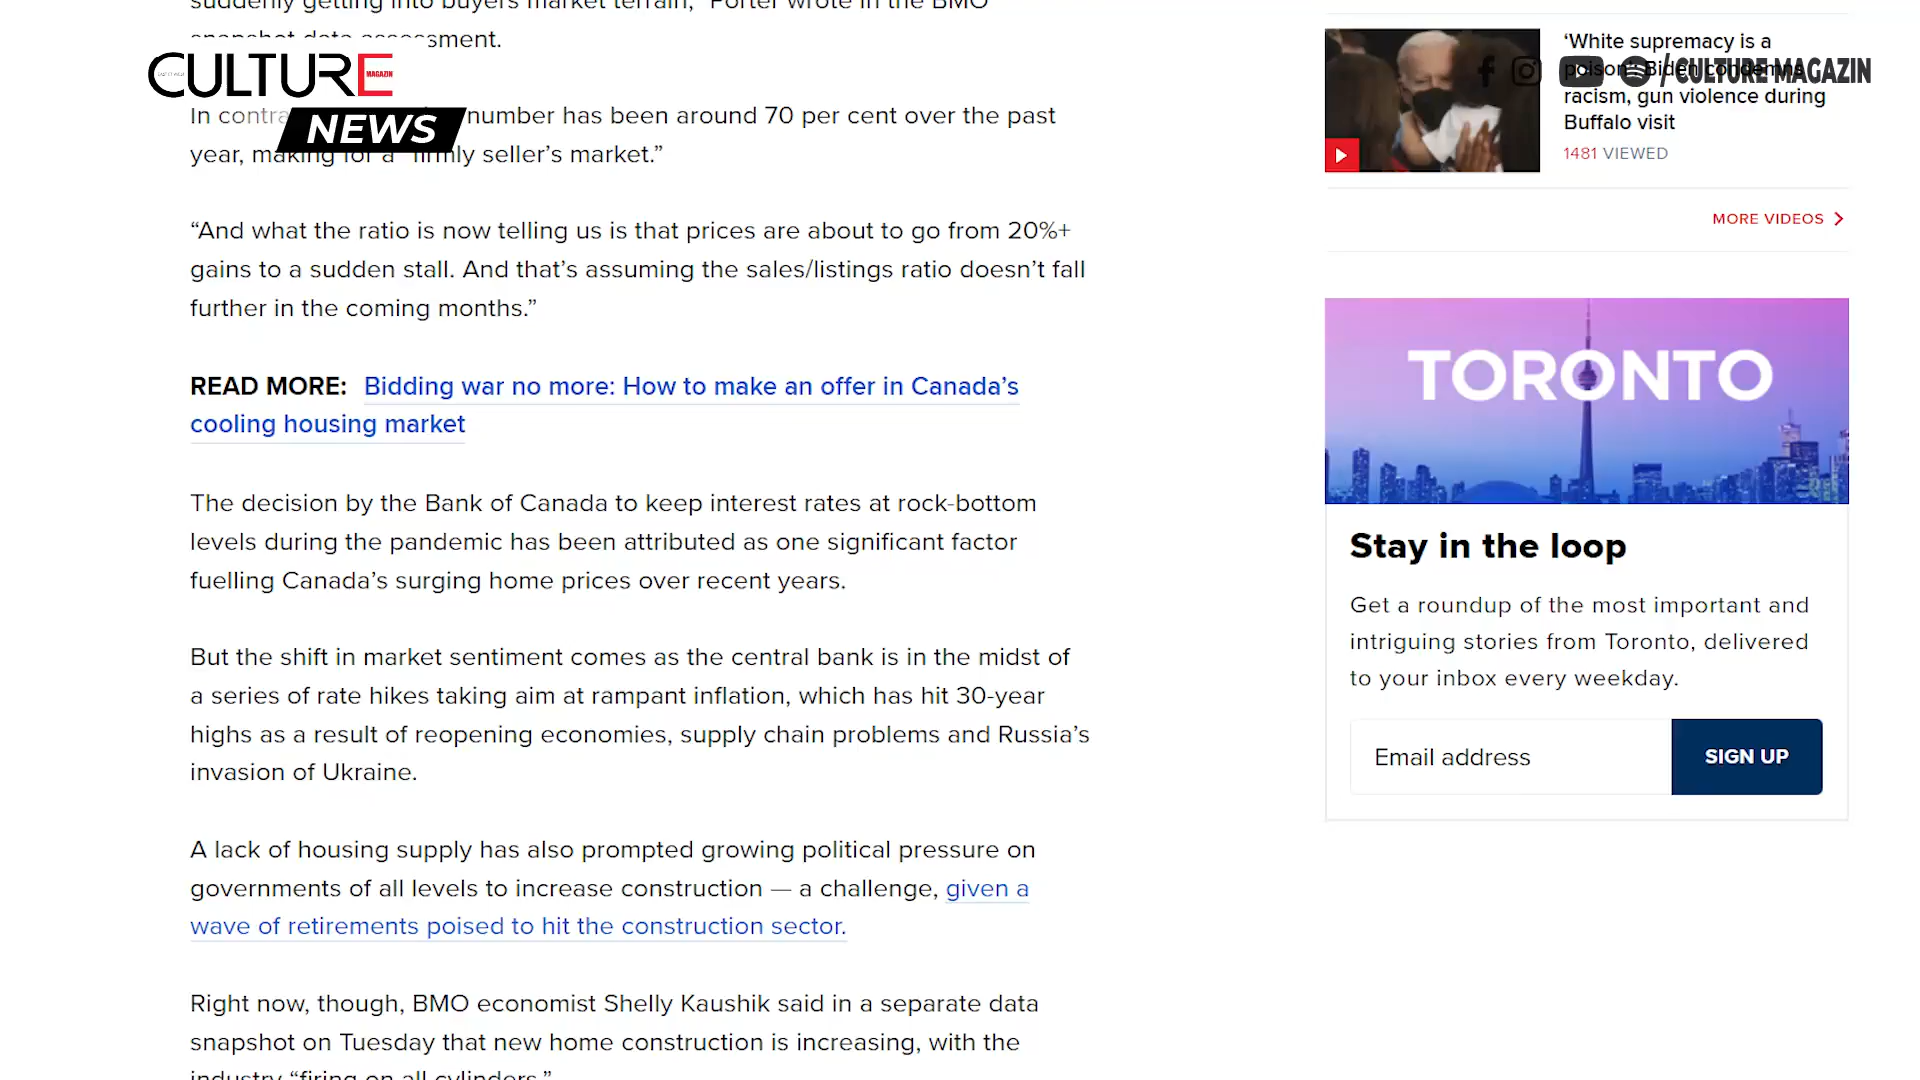 suddenly getting into buyers market terrain," Porter wrote in the BMO
snapshot data assessment.
CULTURE
MAGAZIN
NEWS
In contra number has been around 70 per cent over the past
year, making for a "firmly seller's market."
"And what the ratio is now telling us is that prices are about to go from 20%+
gains to a sudden stall. And that's assuming the sales/listings ratio doesn't fall
further in the coming months."
READ MORE: Bidding war no more: How to make an offer in Canada's
cooling housing market
The decision by the Bank of Canada to keep interest rates at rock-bottom
levels during the pandemic has been attributed as one significant factor
fuelling Canada's surging home prices over recent years.
But the shift in market sentiment comes as the central bank is in the midst of
a series of rate hikes taking aim at rampant inflation, which has hit 30-year
highs as a result of reopening economies, supply chain problems and Russia's
invasion of Ukraine.
A lack of housing supply has also prompted growing political pressure on
governments of all levels to increase construction — a challenge, given a
wave of retirements poised to hit the construction sector.
Right now, though, BMO economist Shelly Kaushik said in a separate data
snapshot on Tuesday that new home construction is increasing, with the
industry "firing on all cylinders."
'White supremacy is a
poison': Biden condemns
racism, gun violence during
Buffalo visit
1481 VIEWED
/ CULTURE MAGAZIN
MORE VIDEOS
TORONTO
Stay in the loop
Get a roundup of the most important and
intriguing stories from Toronto, delivered
to your inbox every weekday.
Email address
SIGN UP